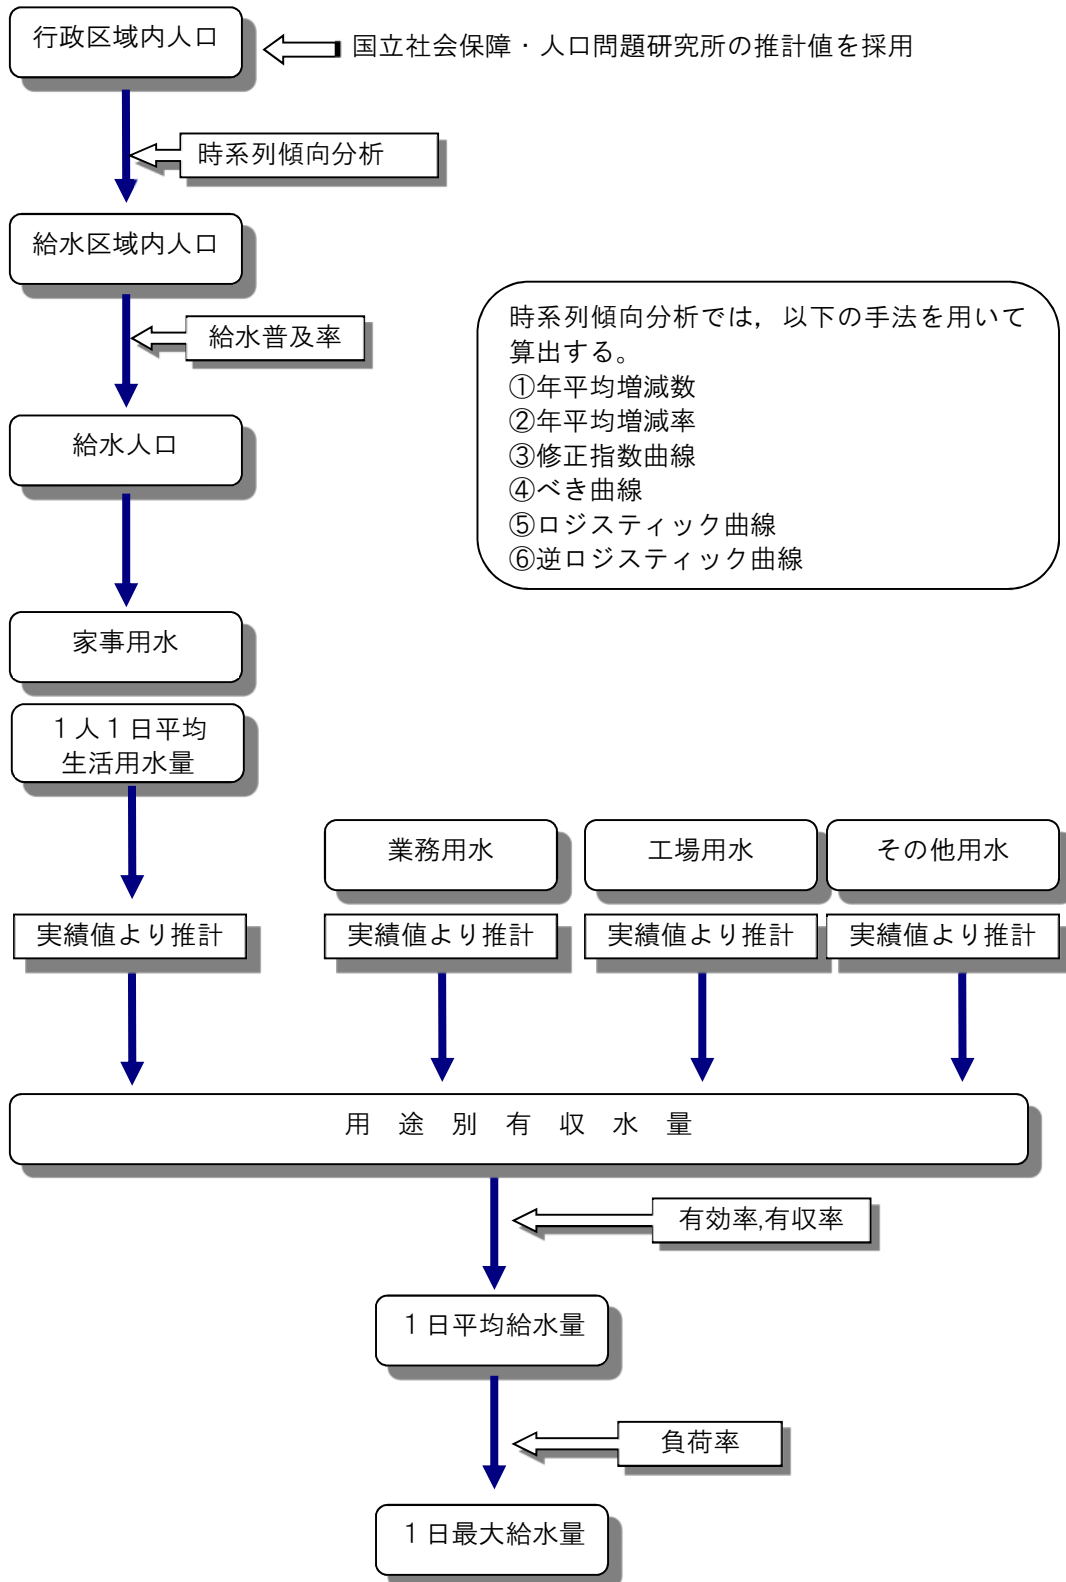 行政区域内人口
国立社会保障・人口問題研究所の推計値を採用
時系列傾向分析
給水区域内人口
給水普及率
時系列傾向分析では，以下の手法を用いて
算出する。
①年平均増減数
②年平均増減率
③修正指数曲線
④べき曲線
⑤ロジスティック曲線
⑥逆ロジスティック曲線
給水人口
家事用水
１人１日平均
生活用水量
業務用水
工場用水
その他用水
実績値より推計
実績値より推計
実績値より推計
実績値より推計
用　途　別　有　収　水　量
有効率,有収率
１日平均給水量
負荷率
１日最大給水量